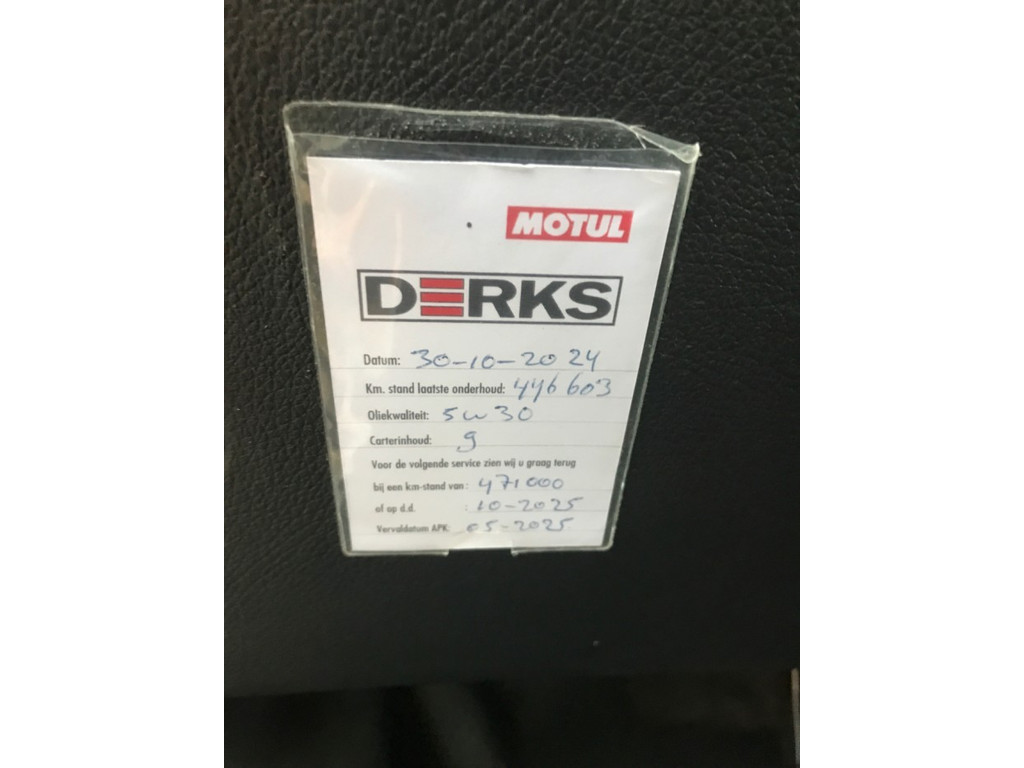 MOTUL
DERKS
Datum: 30-10-2024
Km. stand laatste onderhoud: 446603
Oliekwaliteit: 5w30
Carterinhoud: 9
Voor de volgende service zien wij u graag terug
bij een km-stand van: 471000
of op d.d. : 10-2025
Vervaldatum APK: 05-2025